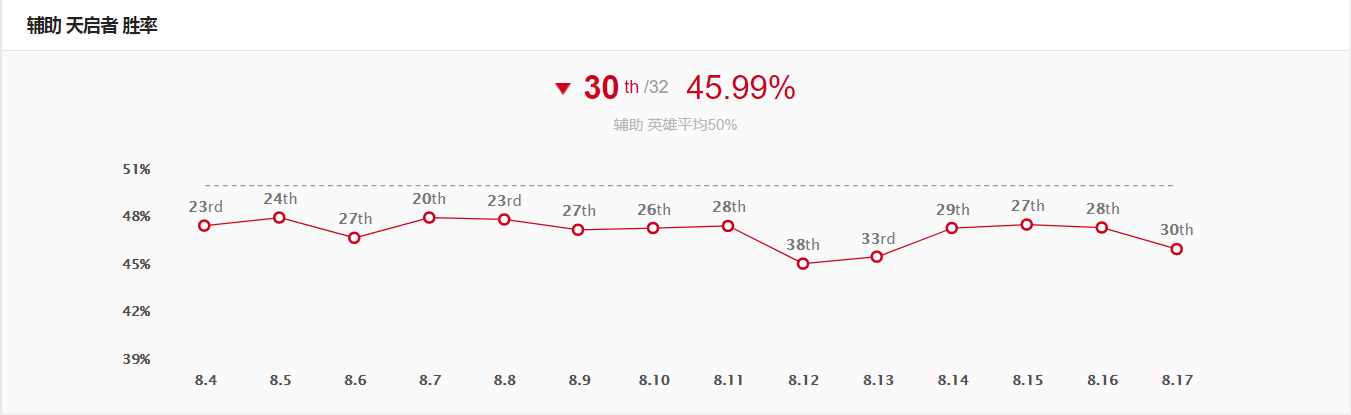 辅助 天启者 胜率
30 th /32 45.99%
辅助 英雄平均50%
51%
48%
45%
42%
39%
23rd
24th
27th
20th
23rd
27th
26th
28th
38th
33rd
29th
27th
28th
30th
8.4 8.5 8.6 8.7 8.8 8.9 8.10 8.11 8.12 8.13 8.14 8.15 8.16 8.17